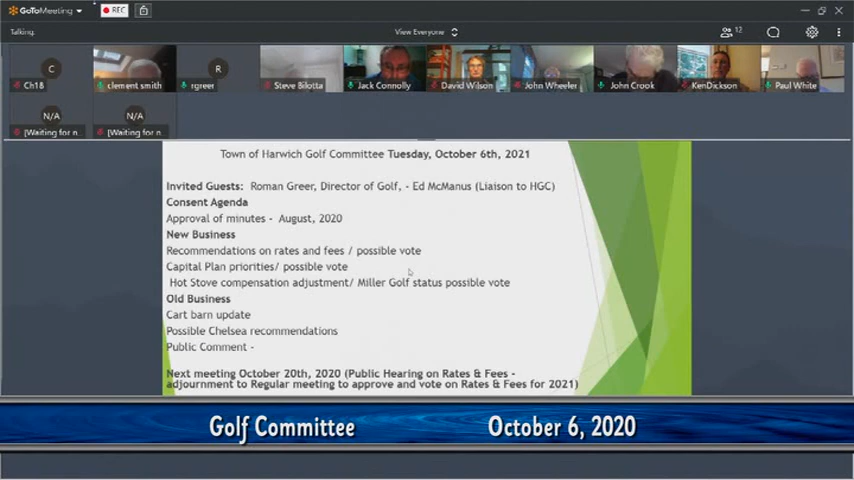 GoToMeeting
REC
Talking:
View Everyone
12
C
Ch18
clement smith
R
rgreer
Steve Bilotta
Jack Connolly
David Wilson
John Wheeler
John Crook
KenDickson
Paul White
N/A
[Waiting for n...
N/A
[Waiting for n...
Town of Harwich Golf Committee Tuesday, October 6th, 2021
Invited Guests: Roman Greer, Director of Golf, - Ed McManus (Liaison to HGC)
Consent Agenda
Approval of minutes - August, 2020
New Business
Recommendations on rates and fees / possible vote
Capital Plan priorities/ possible vote
Hot Stove compensation adjustment/ Miller Golf status possible vote
Old Business
Cart barn update
Possible Chelsea recommendations
Public Comment -
Next meeting October 20th, 2020 (Public Hearing on Rates & Fees -
adjournment to Regular meeting to approve and vote on Rates & Fees for 2021)
Golf Committee October 6, 2020